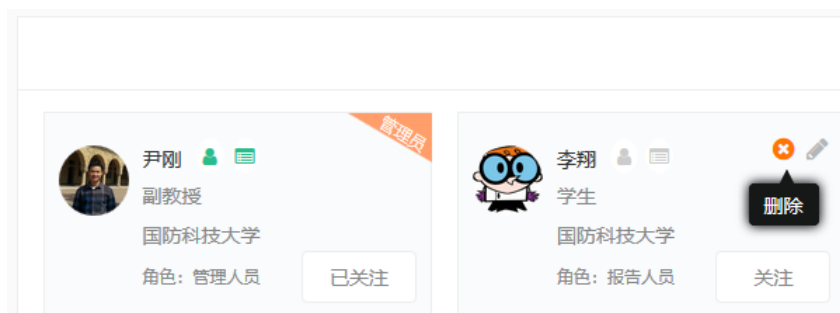 管理员
尹刚
副教授
国防科技大学
角色：管理人员
已关注
李翔
学生
国防科技大学
角色：报告人员
关注
删除